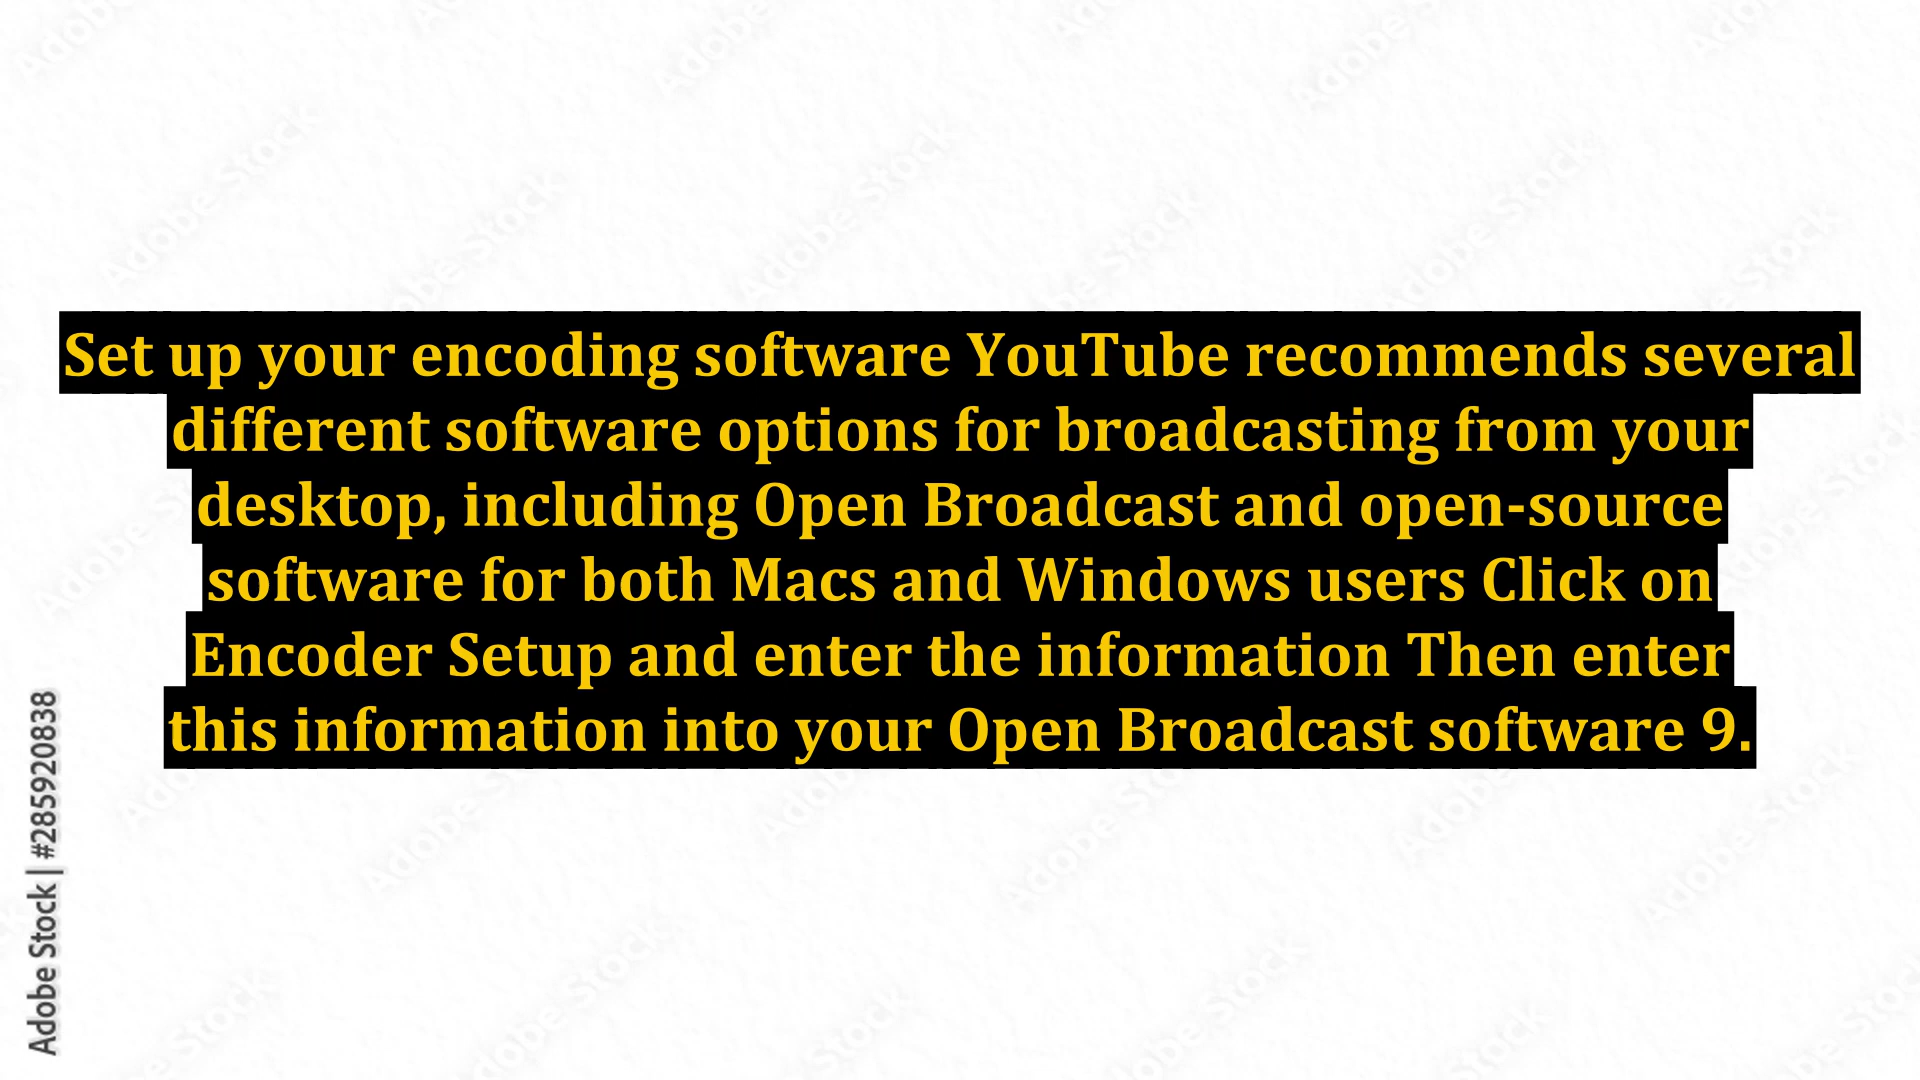 Set up your encoding software YouTube recommends several
different software options for broadcasting from your
desktop, including Open Broadcast and open-source
software for both Macs and Windows users Click on
Encoder Setup and enter the information Then enter
this information into your Open Broadcast software 9.
Adobe Stock | #285920838